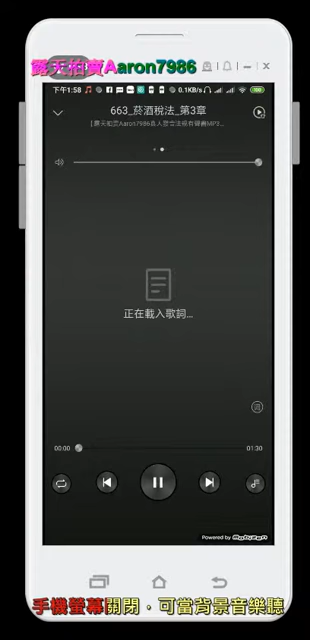 露天拍賣Aaron7986
下午1:58
0.1KB/s
663_菸酒稅法_第3章
【露天拍賣Aaron7986真人發音法規有聲書MP3...
正在載入歌詞...
詞
00:00
01:30
Powered by Mobizen
手機螢幕關閉，可當背景音樂聽